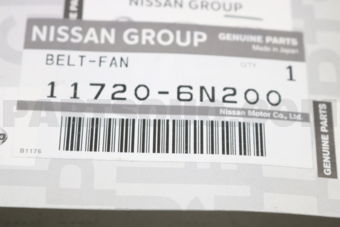 NISSAN GROUP
NISSAN GROUP GENUINE PARTS
Made in Japan
BELT-FAN QTY 1
11720-6N200
Nissan Motor Co., Ltd.
B1176
GENUINE PARTS